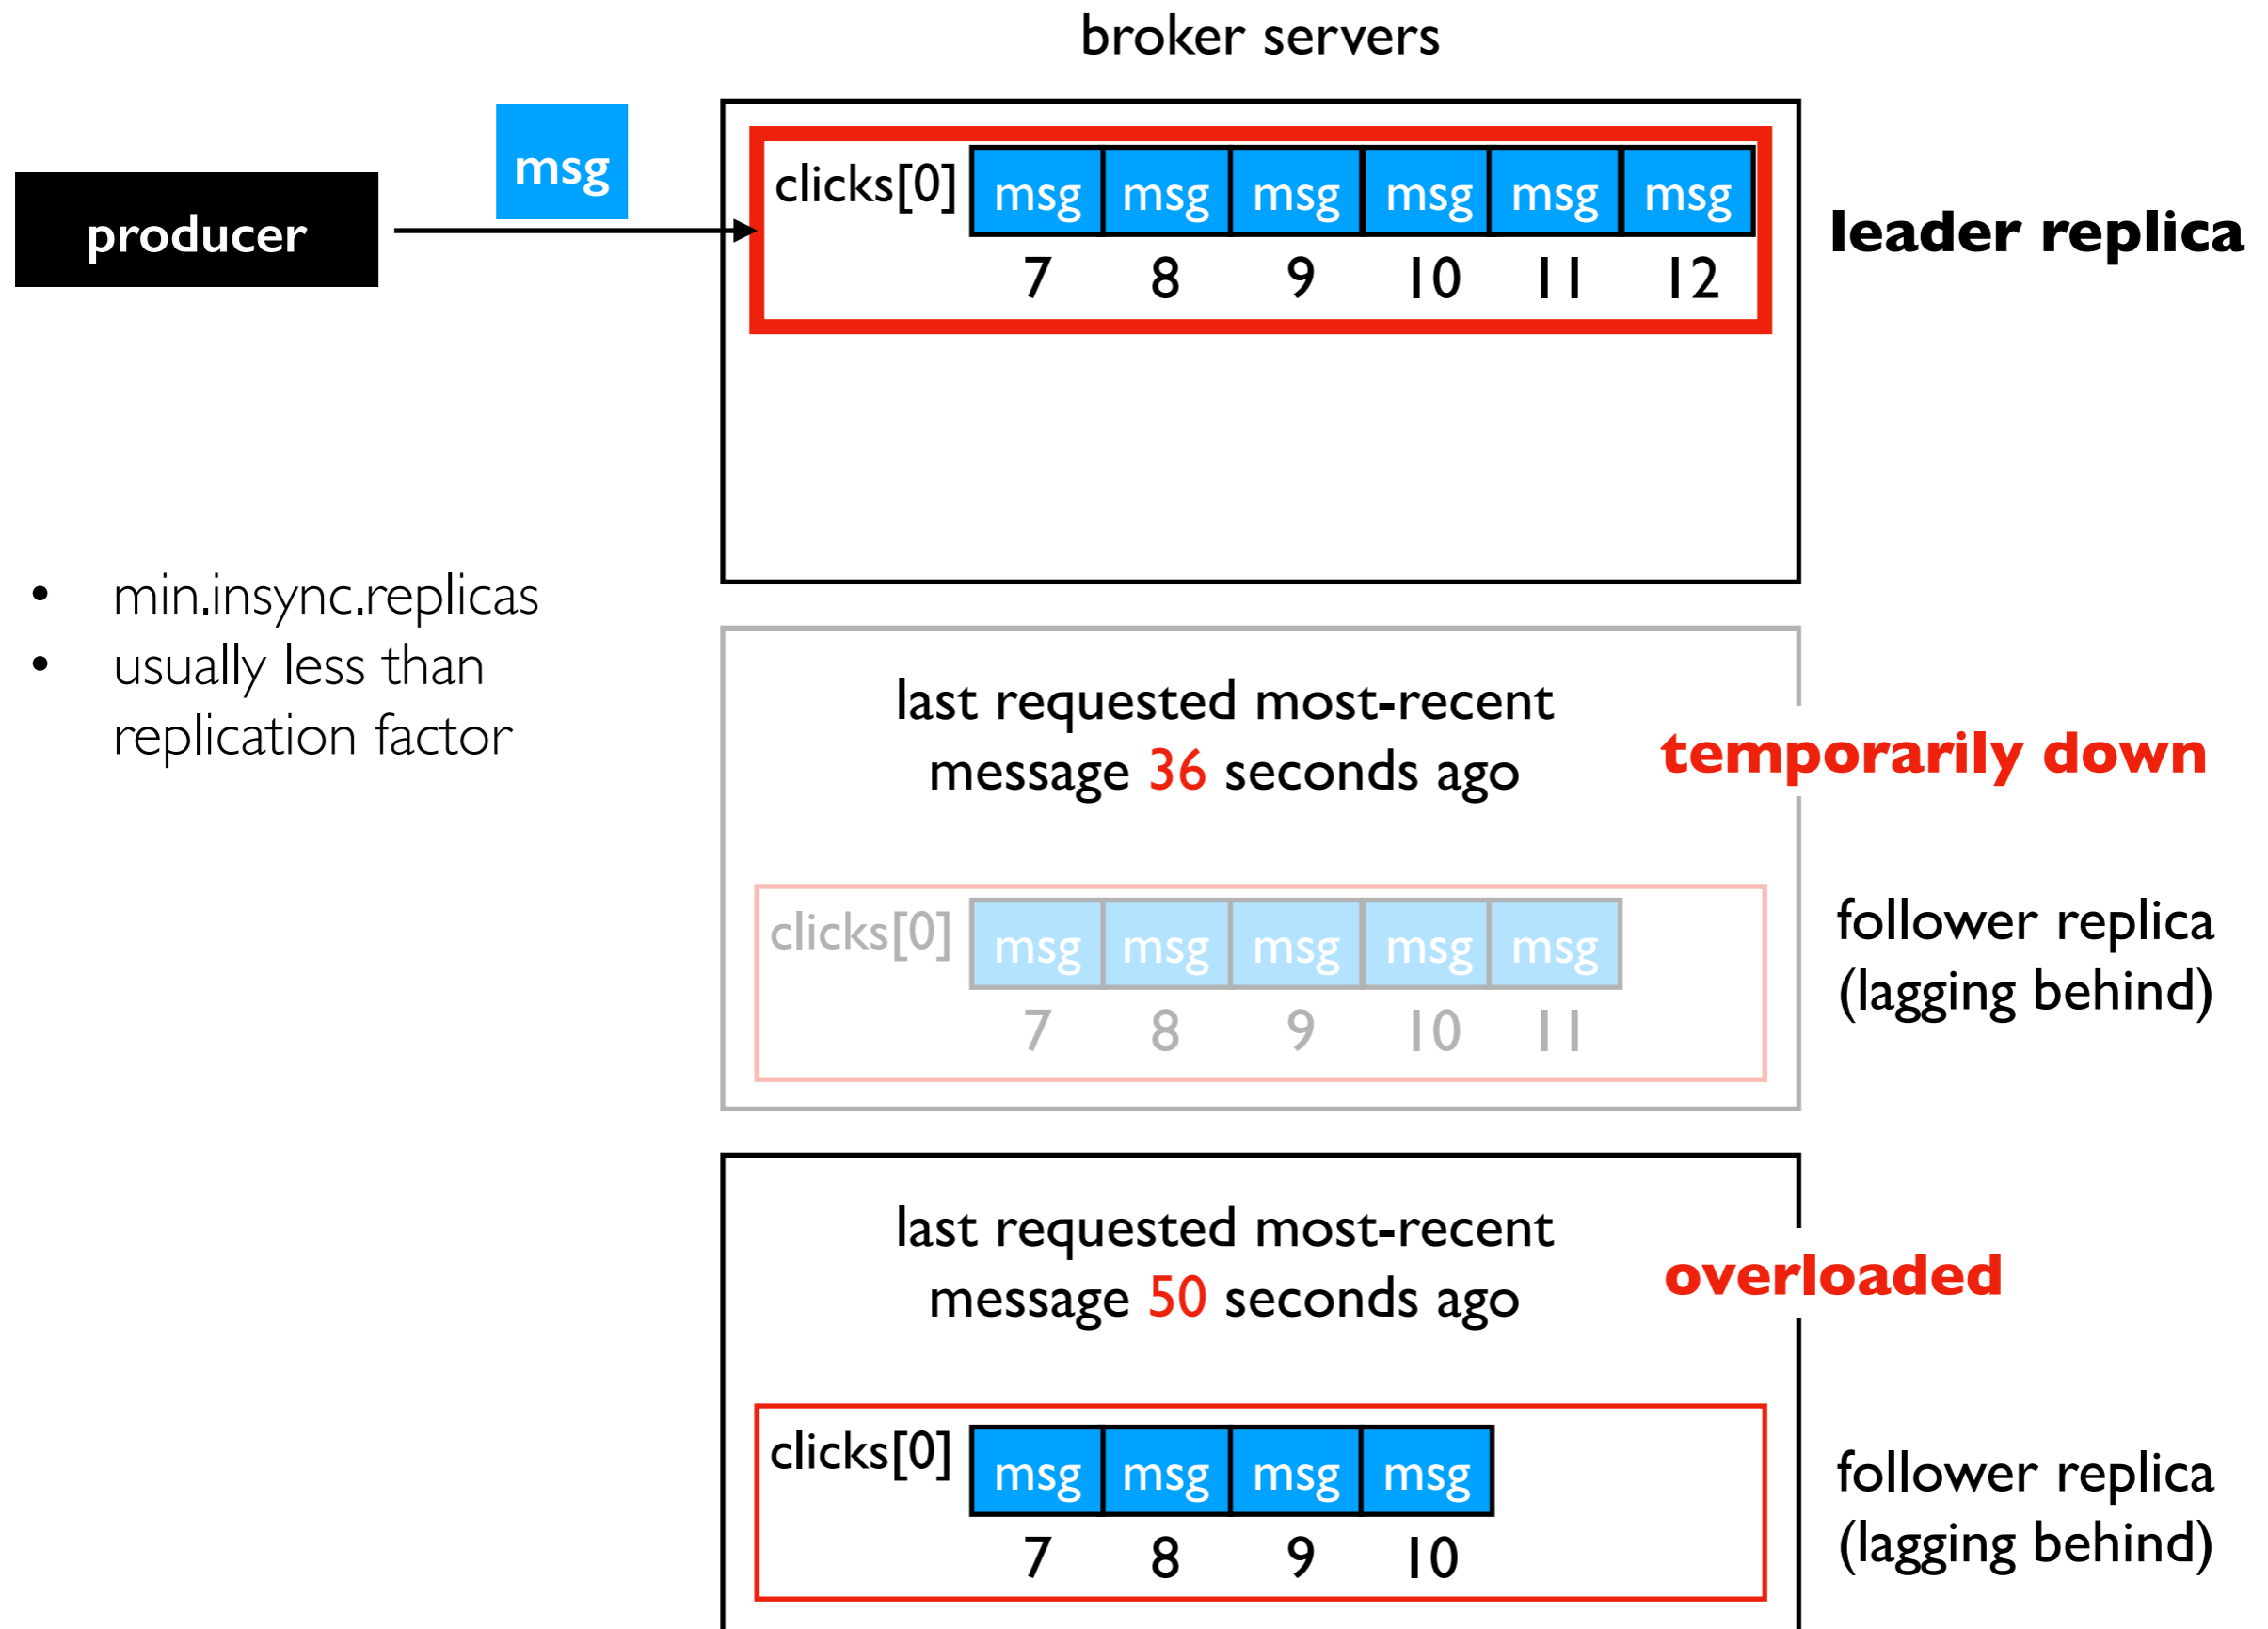 broker servers
msg
producer
clicks[0] msg msg msg msg msg msg
7 8 9 10 11 12
leader replica
• min.insync.replicas
• usually less than
replication factor
last requested most-recent
message 36 seconds ago
temporarily down
clicks[0] msg msg msg msg msg
7 8 9 10 11
follower replica
(lagging behind)
last requested most-recent
message 50 seconds ago
overloaded
clicks[0] msg msg msg msg
7 8 9 10
follower replica
(lagging behind)